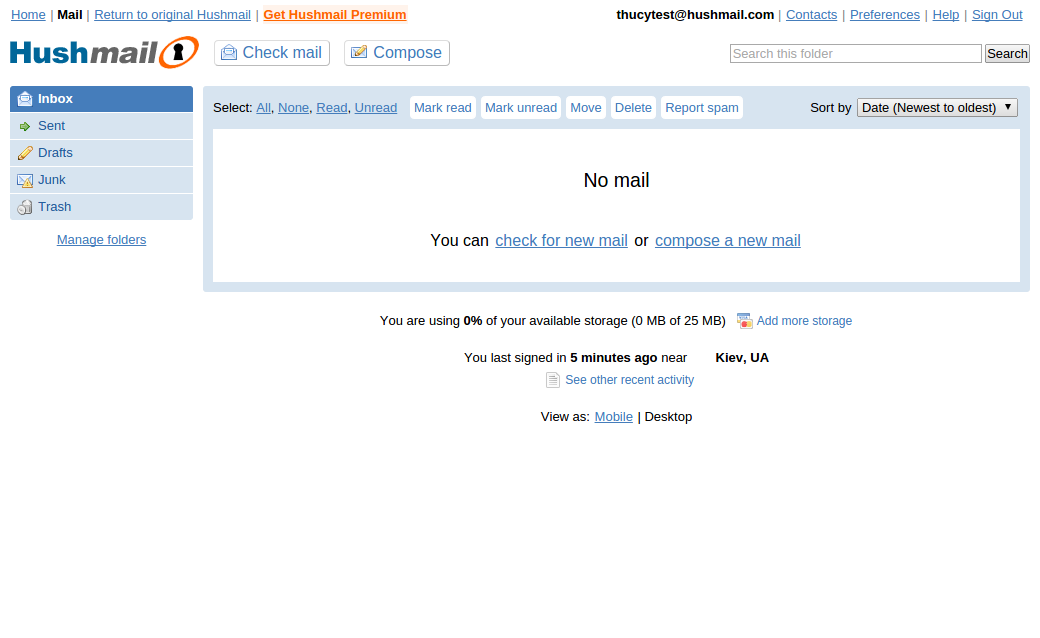 Home | Mail | Return to original Hushmail | Get Hushmail Premium thucytest@hushmail.com | Contacts | Preferences | Help | Sign Out
Hushmail Check mail Compose Search this folder Search
Inbox
Sent
Drafts
Junk
Trash
Manage folders
Select: All, None, Read, Unread Mark read Mark unread Move Delete Report spam Sort by Date (Newest to oldest)
No mail
You can check for new mail or compose a new mail
You are using 0% of your available storage (0 MB of 25 MB) Add more storage
You last signed in 5 minutes ago near Kiev, UA
See other recent activity
View as: Mobile | Desktop